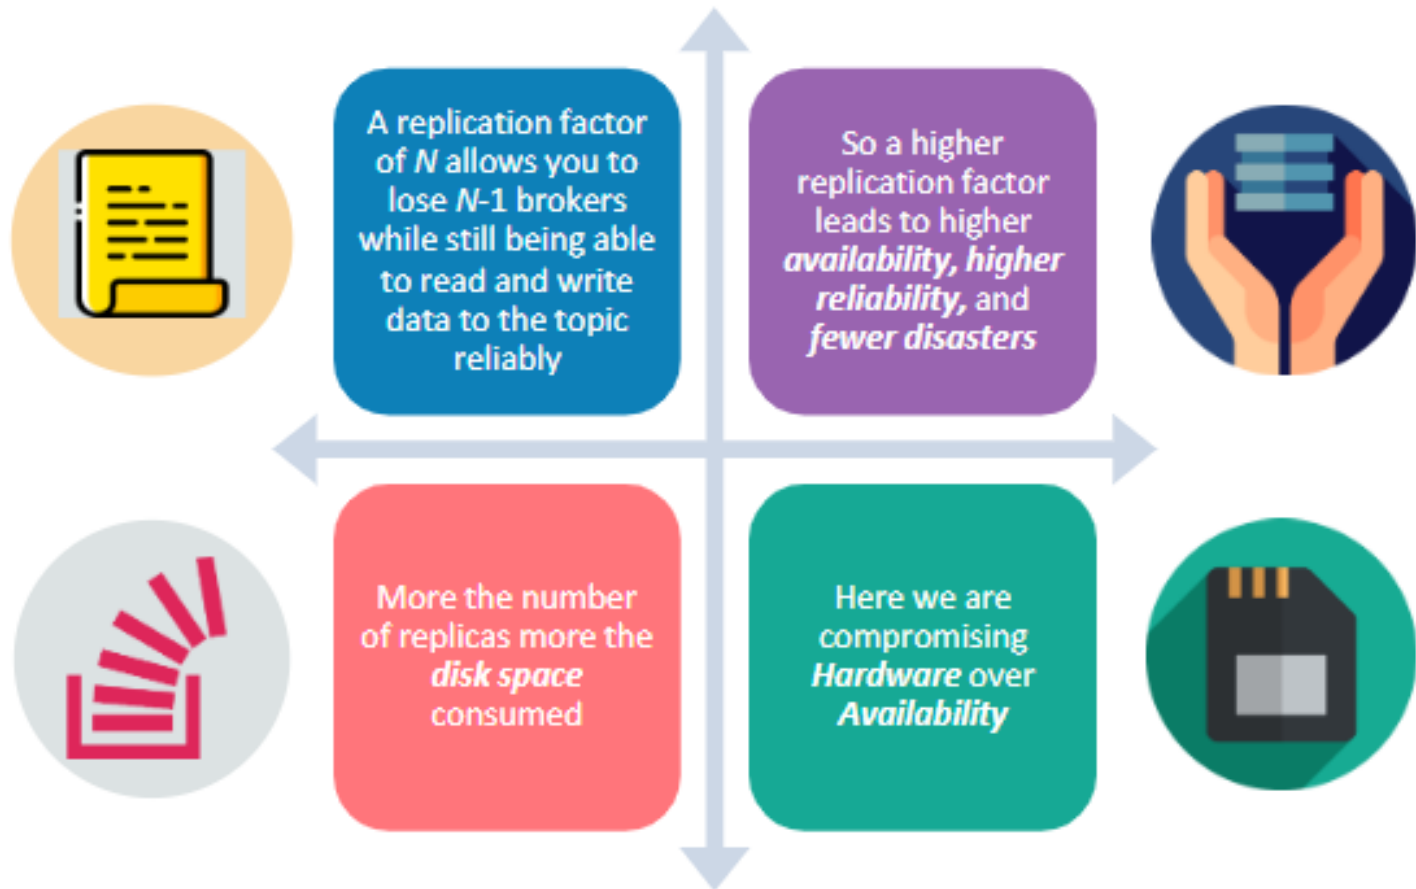 A replication factor
of N allows you to
lose N-1 brokers
while still being able
to read and write
data to the topic
reliably
So a higher
replication factor
leads to higher
availability, higher
reliability, and
fewer disasters
More the number
of replicas more the
disk space
consumed
Here we are
compromising
Hardware over
Availability